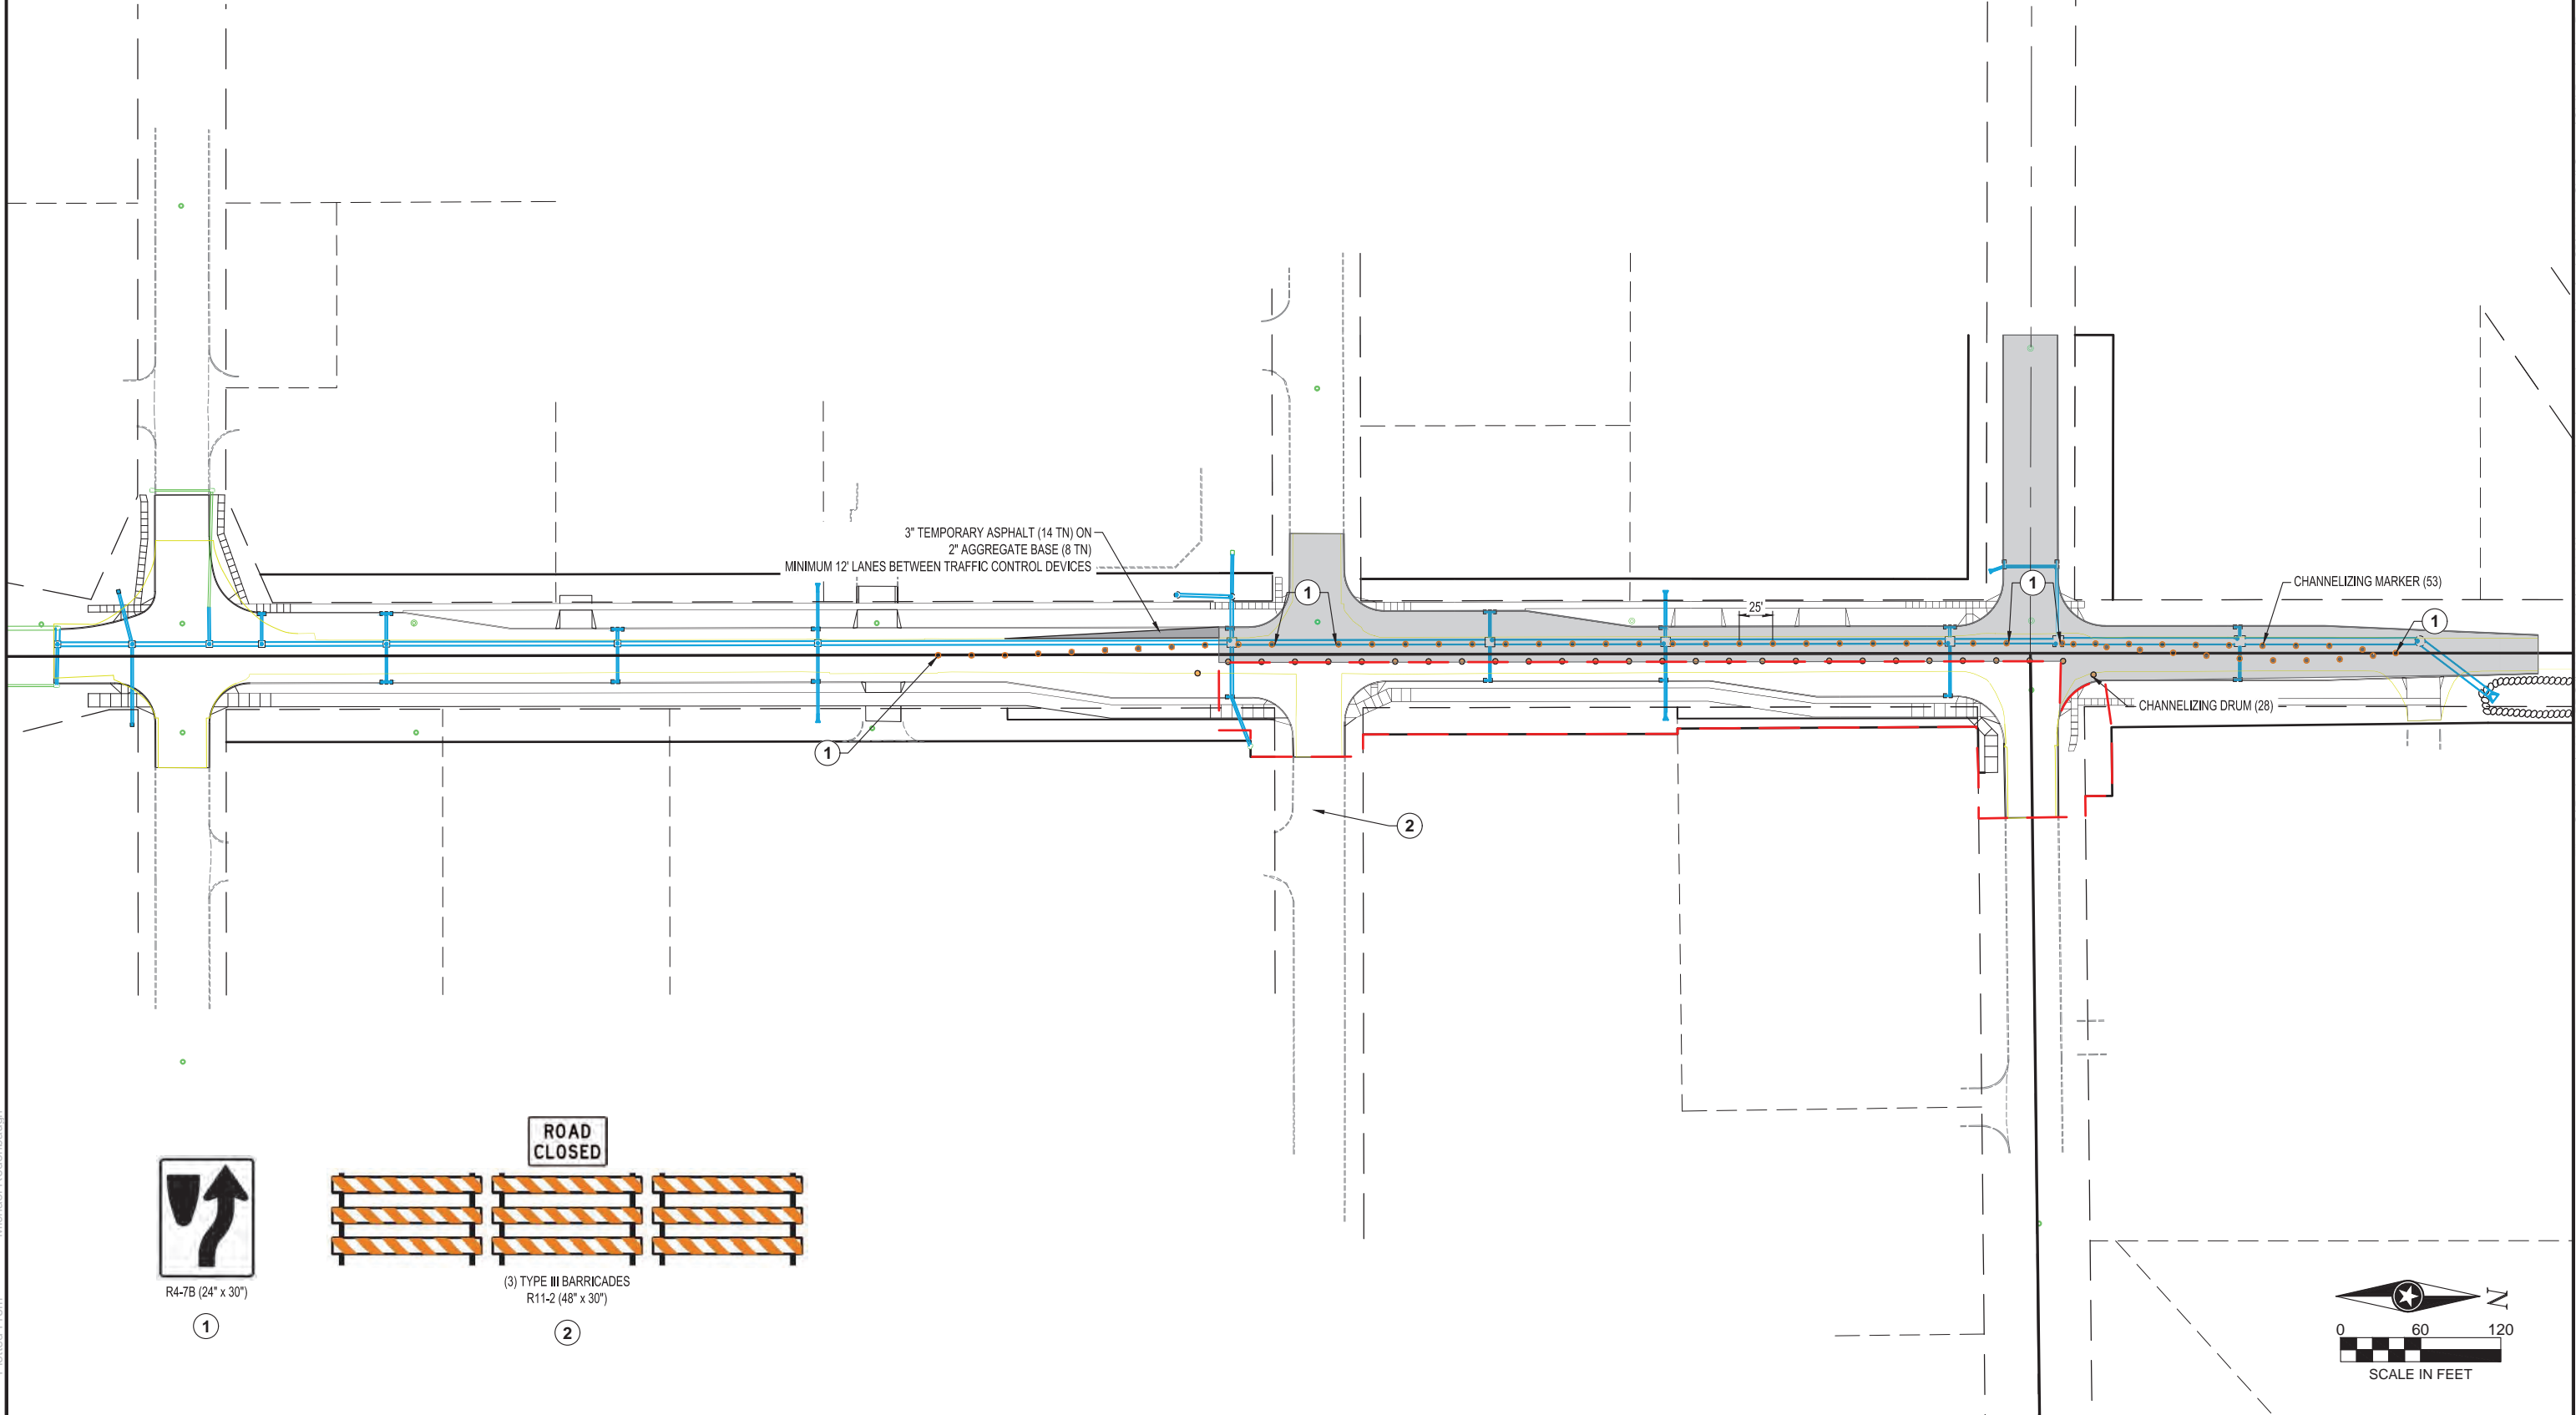 3" TEMPORARY ASPHALT (14 TN) ON
2" AGGREGATE BASE (8 TN)
MINIMUM 12' LANES BETWEEN TRAFFIC CONTROL DEVICES
1
1
25'
1
CHANNELIZING MARKER (53)
1
CHANNELIZING DRUM (28)
1
2
ROAD
CLOSED
R4-7B (24" x 30")
1
(3) TYPE III BARRICADES
R11-2 (48" x 30")
2
N
0 60 120
SCALE IN FEET